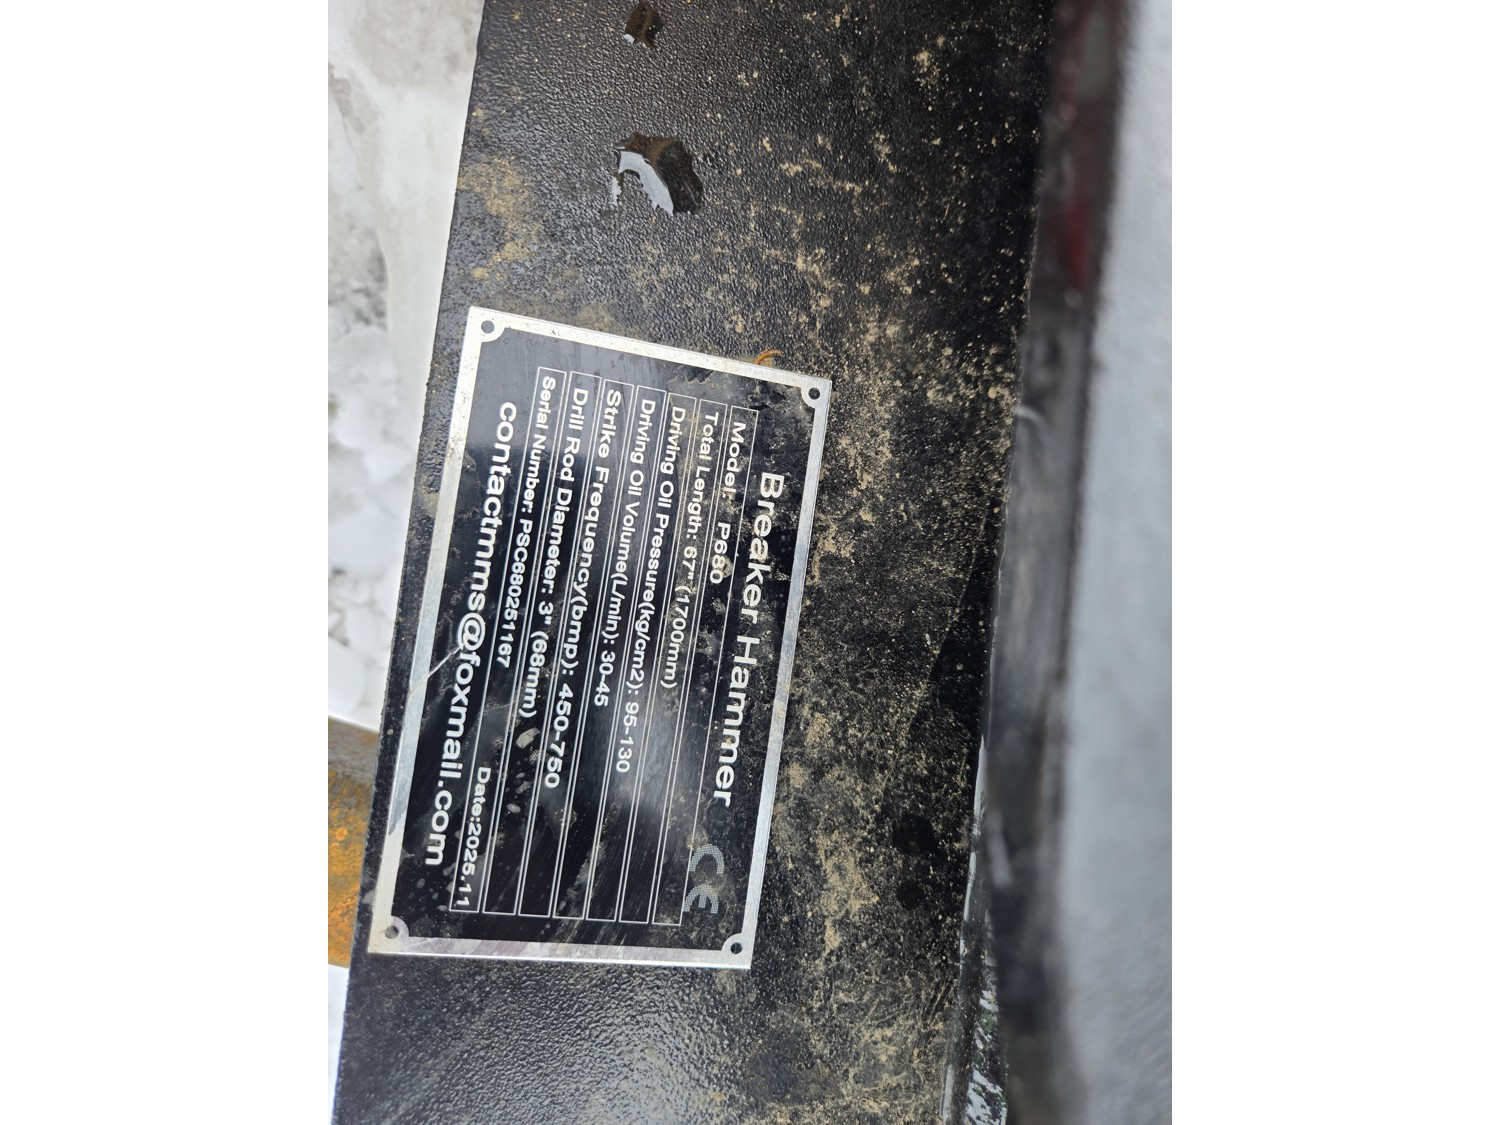 Breaker Hammer
CE
Model: P680
Total Length: 67" (1700mm)
Driving Oil Pressure(kg/cm2): 95-130
Driving Oil Volume(L/min): 30-45
Strike Frequency(bmp): 450-750
Drill Rod Diameter: 3" (68mm)
Serial Number: PSC680251167
Date:2025.11
contactmms@foxmail.com